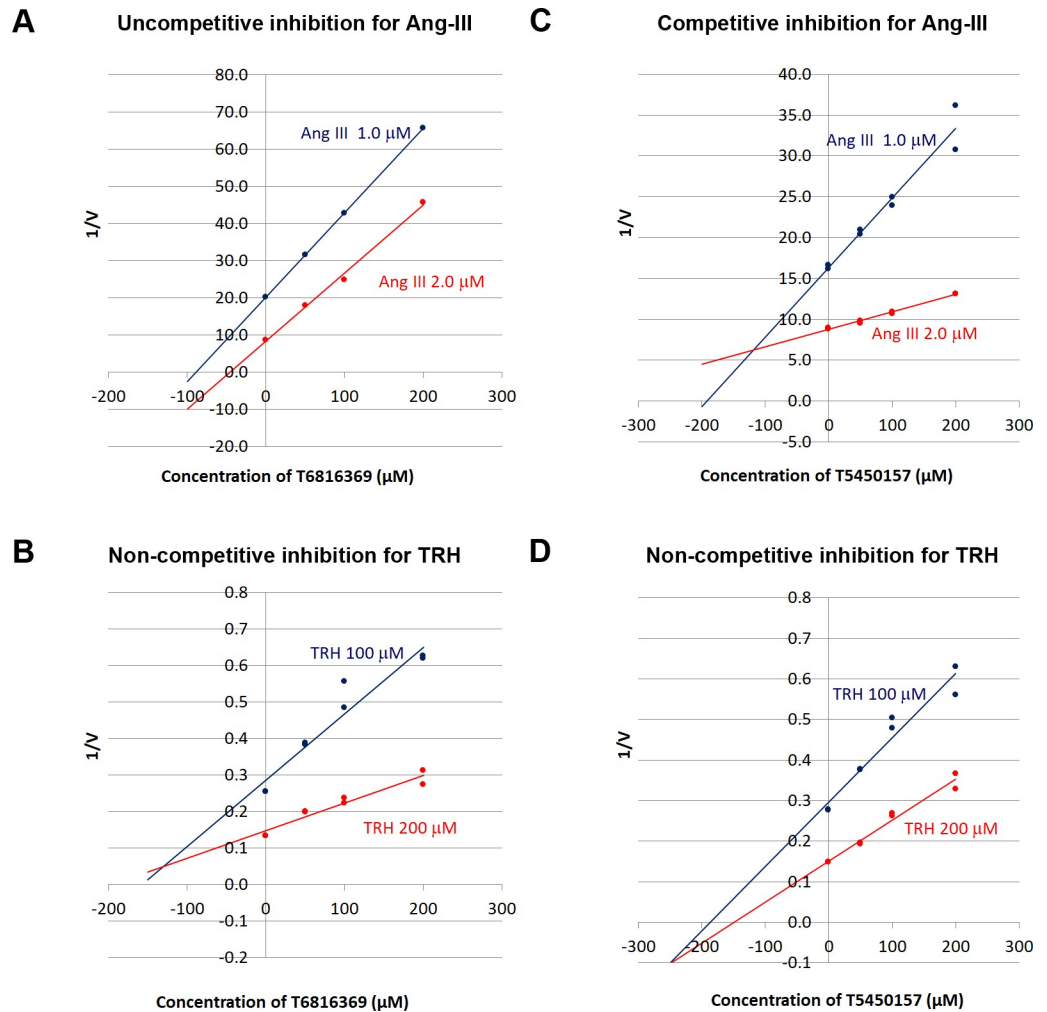 A
Uncompetitive inhibition for Ang-III
80.0
70.0
60.0
50.0
40.0
30.0
20.0
10.0
0.0
-10.0
-20.0
-200
-100
0
100
200
300
1/V
Ang III 1.0 μM
Ang III 2.0 μM
Concentration of T6816369 (μM)
C
Competitive inhibition for Ang-III
40.0
35.0
30.0
25.0
20.0
15.0
10.0
5.0
0.0
-5.0
-300
-200
-100
0
100
200
300
1/V
Ang III 1.0 μM
Ang III 2.0 μM
Concentration of T5450157 (μM)
B
Non-competitive inhibition for TRH
0.8
0.7
0.6
0.5
0.4
0.3
0.2
0.1
0.0
-0.1
-0.2
-200
-100
0
100
200
300
1/V
TRH 100 μM
TRH 200 μM
Concentration of T6816369 (μM)
D
Non-competitive inhibition for TRH
0.8
0.7
0.6
0.5
0.4
0.3
0.2
0.1
0.0
-0.1
-300
-200
-100
0
100
200
300
1/V
TRH 100 μM
TRH 200 μM
Concentration of T5450157 (μM)